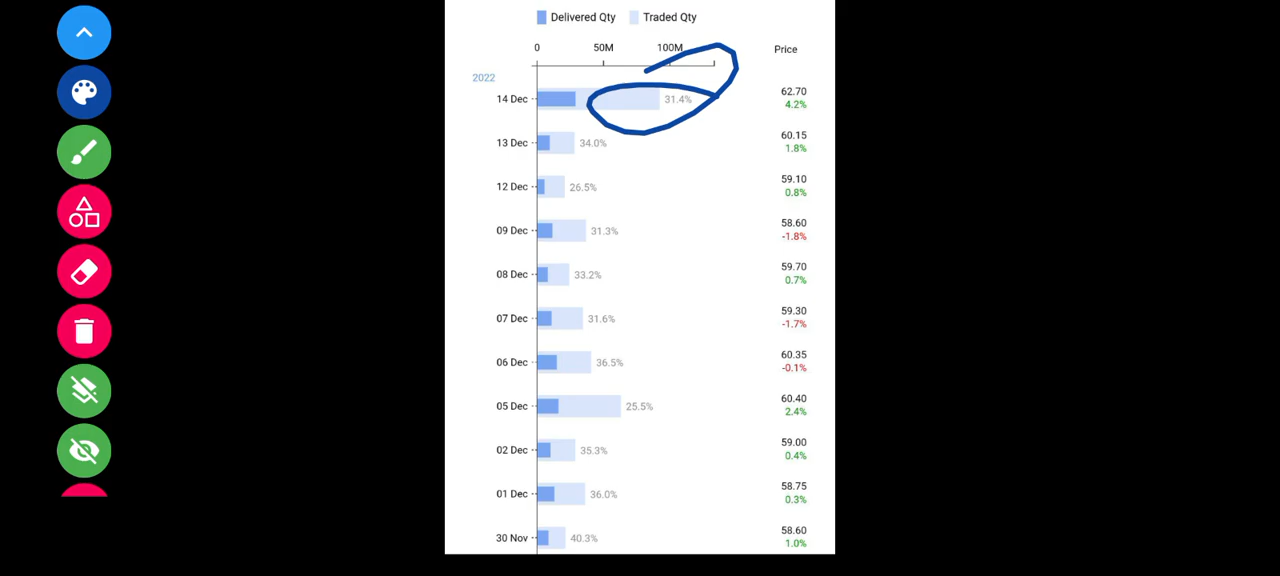 Delivered Qty Traded Qty
0 50M 100M Price
2022
14 Dec 31.4% 62.70
4.2%
13 Dec 34.0% 60.15
1.8%
12 Dec 26.5% 59.10
0.8%
09 Dec 31.3% 58.60
-1.8%
08 Dec 33.2% 59.70
0.7%
07 Dec 31.6% 59.30
-1.7%
06 Dec 36.5% 60.35
-0.1%
05 Dec 25.5% 60.40
2.4%
02 Dec 35.3% 59.00
0.4%
01 Dec 36.0% 58.75
0.3%
30 Nov 40.3% 58.60
1.0%